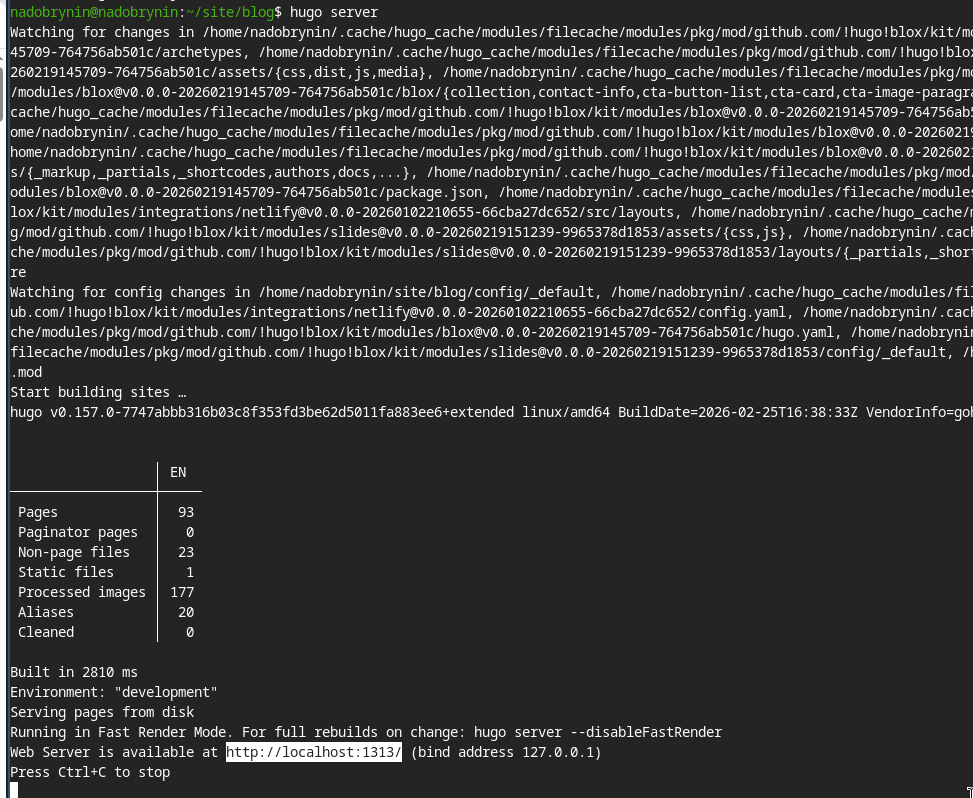 nadobrynin@nadobrynin:~/site/blog$ hugo server
Watching for changes in /home/nadobrynin/.cache/hugo_cache/modules/filecache/modules/pkg/mod/github.com/!hugo!blox/kit/mo
45709-764756ab501c/archetypes, /home/nadobrynin/.cache/hugo_cache/modules/filecache/modules/pkg/mod/github.com/!hugo!blox
260219145709-764756ab501c/assets/{css,dist,js,media}, /home/nadobrynin/.cache/hugo_cache/modules/filecache/modules/pkg/mo
/modules/blox@v0.0.0-20260219145709-764756ab501c/blox/{collection,contact-info,cta-button-list,cta-card,cta-image-paragra
cache/hugo_cache/modules/filecache/modules/pkg/mod/github.com/!hugo!blox/kit/modules/blox@v0.0.0-20260219145709-764756ab5
ome/nadobrynin/.cache/hugo_cache/modules/filecache/modules/pkg/mod/github.com/!hugo!blox/kit/modules/blox@v0.0.0-20260219
home/nadobrynin/.cache/hugo_cache/modules/filecache/modules/pkg/mod/github.com/!hugo!blox/kit/modules/blox@v0.0.0-2026021
s/{_markup,_partials,_shortcodes,authors,docs,...}, /home/nadobrynin/.cache/hugo_cache/modules/filecache/modules/pkg/mod/
odules/blox@v0.0.0-20260219145709-764756ab501c/package.json, /home/nadobrynin/.cache/hugo_cache/modules/filecache/modules
lox/kit/modules/integrations/netlify@v0.0.0-20260102210655-66cba27dc652/src/layouts, /home/nadobrynin/.cache/hugo_cache/m
g/mod/github.com/!hugo!blox/kit/modules/slides@v0.0.0-20260219151239-9965378d1853/assets/{css,js}, /home/nadobrynin/.cach
che/modules/pkg/mod/github.com/!hugo!blox/kit/modules/slides@v0.0.0-20260219151239-9965378d1853/layouts/{_partials,_short
re
Watching for config changes in /home/nadobrynin/site/blog/config/_default, /home/nadobrynin/.cache/hugo_cache/modules/fil
ub.com/!hugo!blox/kit/modules/integrations/netlify@v0.0.0-20260102210655-66cba27dc652/config.yaml, /home/nadobrynin/.cach
che/modules/pkg/mod/github.com/!hugo!blox/kit/modules/blox@v0.0.0-20260219145709-764756ab501c/hugo.yaml, /home/nadobrynin
filecache/modules/pkg/mod/github.com/!hugo!blox/kit/modules/slides@v0.0.0-20260219151239-9965378d1853/config/_default, /h
.mod
Start building sites …
hugo v0.157.0-7747abbb316b03c8f353fd3be62d5011fa883ee6+extended linux/amd64 BuildDate=2026-02-25T16:38:33Z VendorInfo=goh
EN
Pages 93
Paginator pages 0
Non-page files 23
Static files 1
Processed images 177
Aliases 20
Cleaned 0
Built in 2810 ms
Environment: "development"
Serving pages from disk
Running in Fast Render Mode. For full rebuilds on change: hugo server --disableFastRender
Web Server is available at http://localhost:1313/ (bind address 127.0.0.1)
Press Ctrl+C to stop